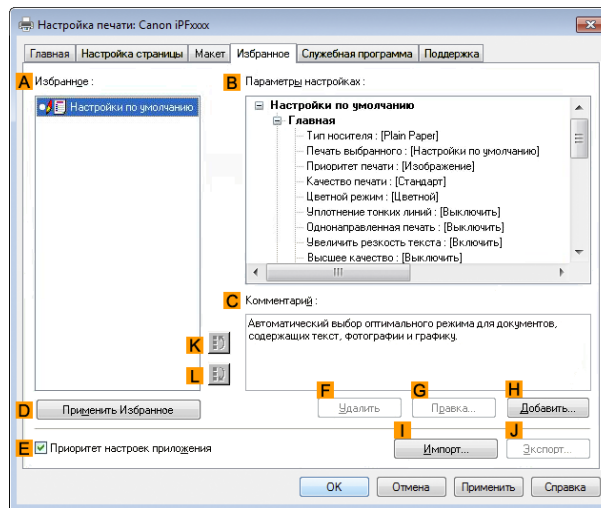 Настройка печати: Canon iPFxxxx
Главная Настройка страницы Макет Избранное Служебная программа Поддержка
A Избранное :
Настройки по умолчанию
B Параметры настройках :
Настройки по умолчанию
Главная
Тип носителя : [Plain Paper]
Печать выбранного : [Настройки по умолчанию]
Приоритет печати : [Изображение]
Качество печати : [Стандарт]
Цветной режим : [Цветной]
Уплотнение тонких линий : [Выключить]
Однонаправленная печать : [Выключить]
Увеличить резкость текста : [Включить]
Высшее качество : [Выключить]
C Комментарий :
Автоматический выбор оптимального режима для документов,
содержащих текст, фотографии и графику.
K
L
D Применить Избранное
F Удалить
G Правка...
H Добавить...
E Приоритет настроек приложения
I Импорт...
J Экспорт...
OK Отмена Применить Справка